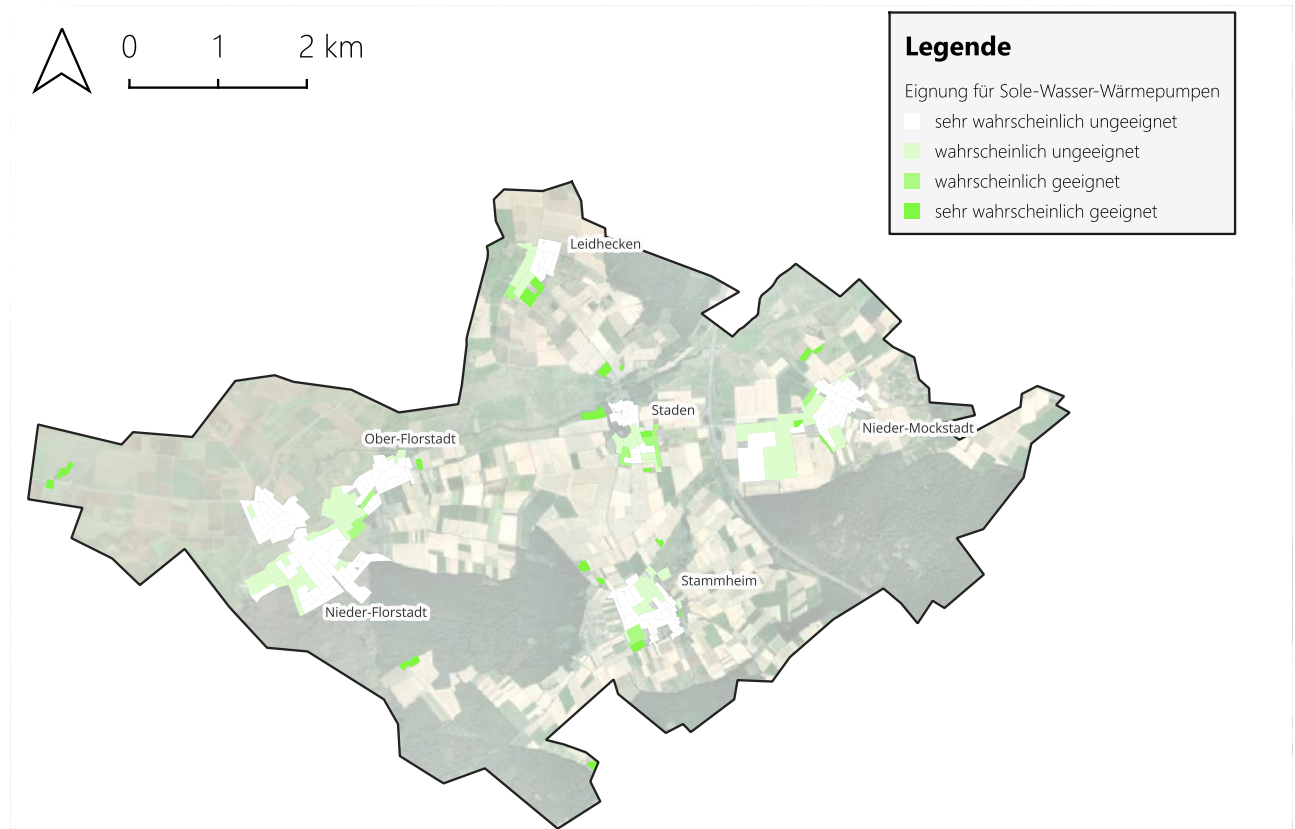 0 1 2 km
Legende
Eignung für Sole-Wasser-Wärmepumpen
sehr wahrscheinlich ungeeignet
wahrscheinlich ungeeignet
wahrscheinlich geeignet
sehr wahrscheinlich geeignet
Leidhecken
Staden
Nieder-Mockstadt
Ober-Florstadt
Stammheim
Nieder-Florstadt